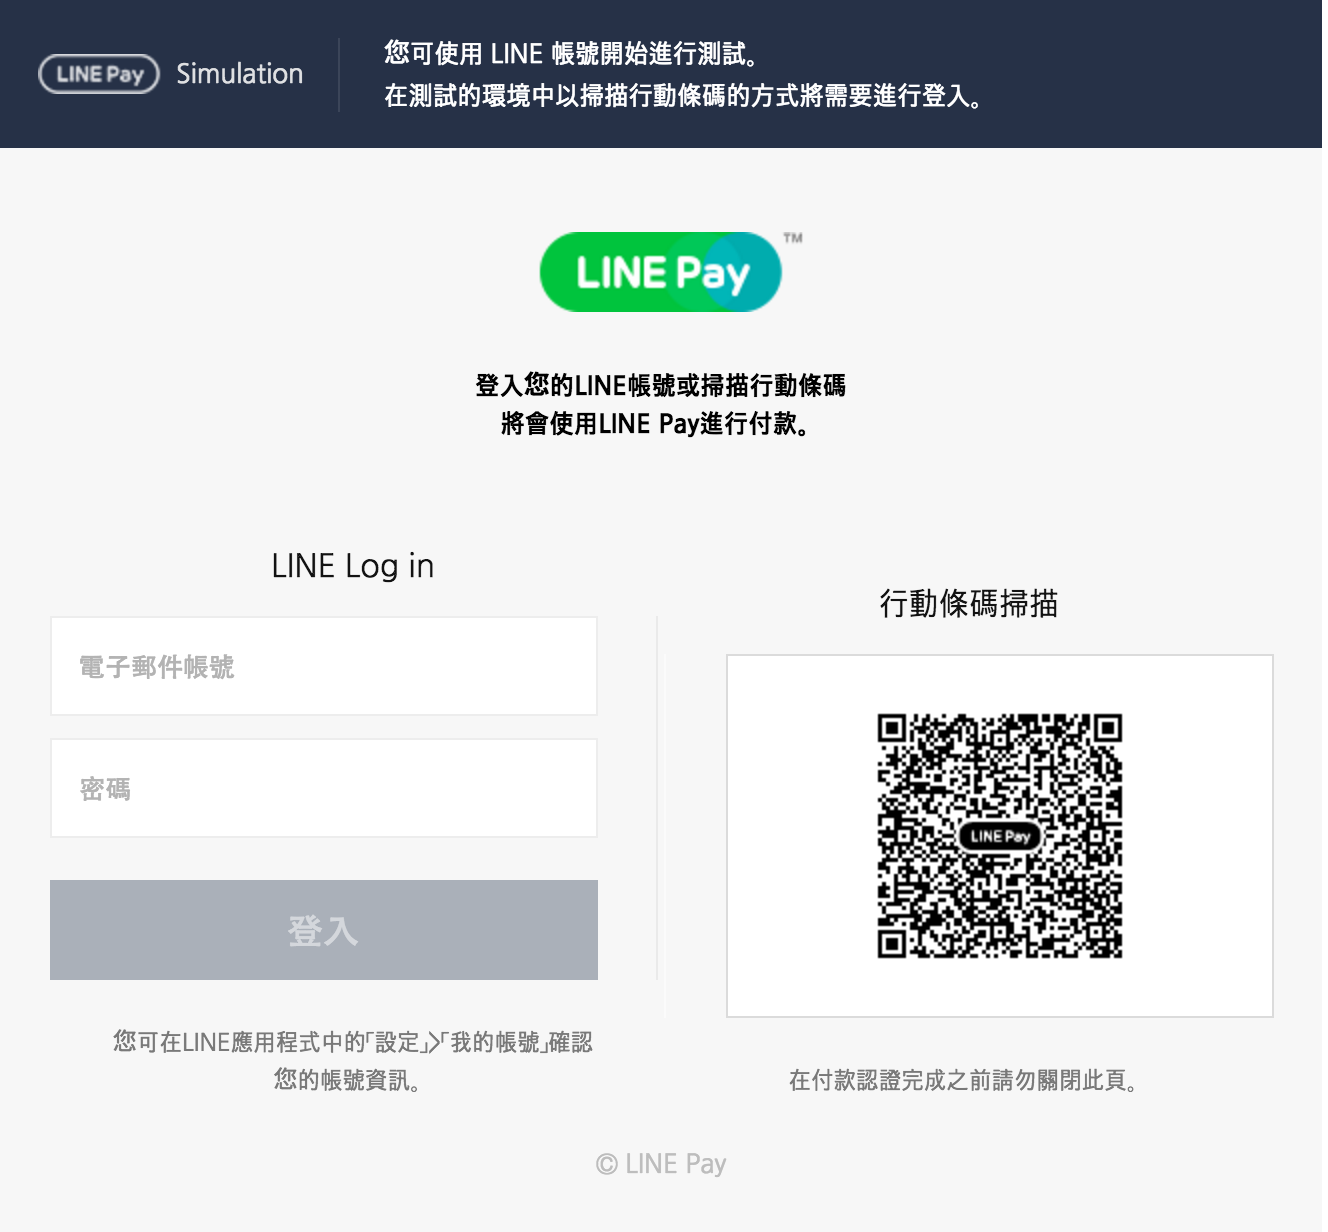 LINE Pay Simulation
您可使用 LINE 帳號開始進行測試。
在測試的環境中以掃描行動條碼的方式將需要進行登入。
LINE Pay ™
登入您的LINE帳號或掃描行動條碼
將會使用LINE Pay進行付款。
LINE Log in
電子郵件帳號
密碼
登入
您可在LINE應用程式中的「設定」>「我的帳號」確認
您的帳號資訊。
行動條碼掃描
LINE Pay
在付款認證完成之前請勿關閉此頁。
© LINE Pay